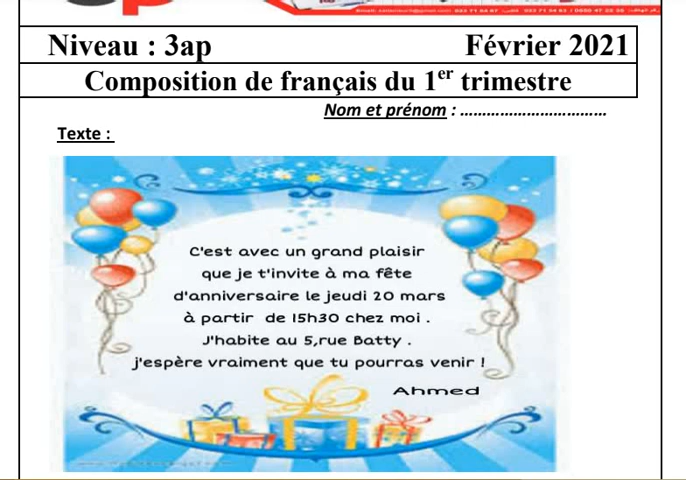 Niveau : 3ap Février 2021
Composition de français du 1er trimestre
Nom et prénom : ................................
Texte :
C'est avec un grand plaisir
que je t'invite à ma fête
d'anniversaire le jeudi 20 mars
à partir de 15h30 chez moi .
J'habite au 5,rue Batty .
j'espère vraiment que tu pourras venir !
Ahmed